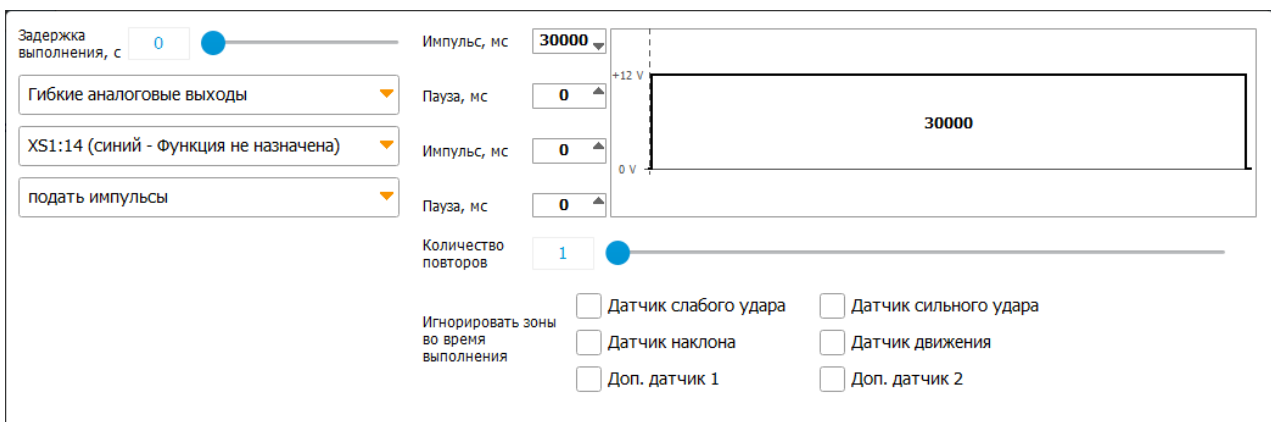 Задержка
выполнения, с
0
Гибкие аналоговые выходы
XS1:14 (синий - Функция не назначена)
подать импульсы
Импульс, мс
30000
Пауза, мс
0
Импульс, мс
0
Пауза, мс
0
+12 V
30000
0 V
Количество
повторов
1
Игнорировать зоны
во время
выполнения
Датчик слабого удара
Датчик сильного удара
Датчик наклона
Датчик движения
Доп. датчик 1
Доп. датчик 2